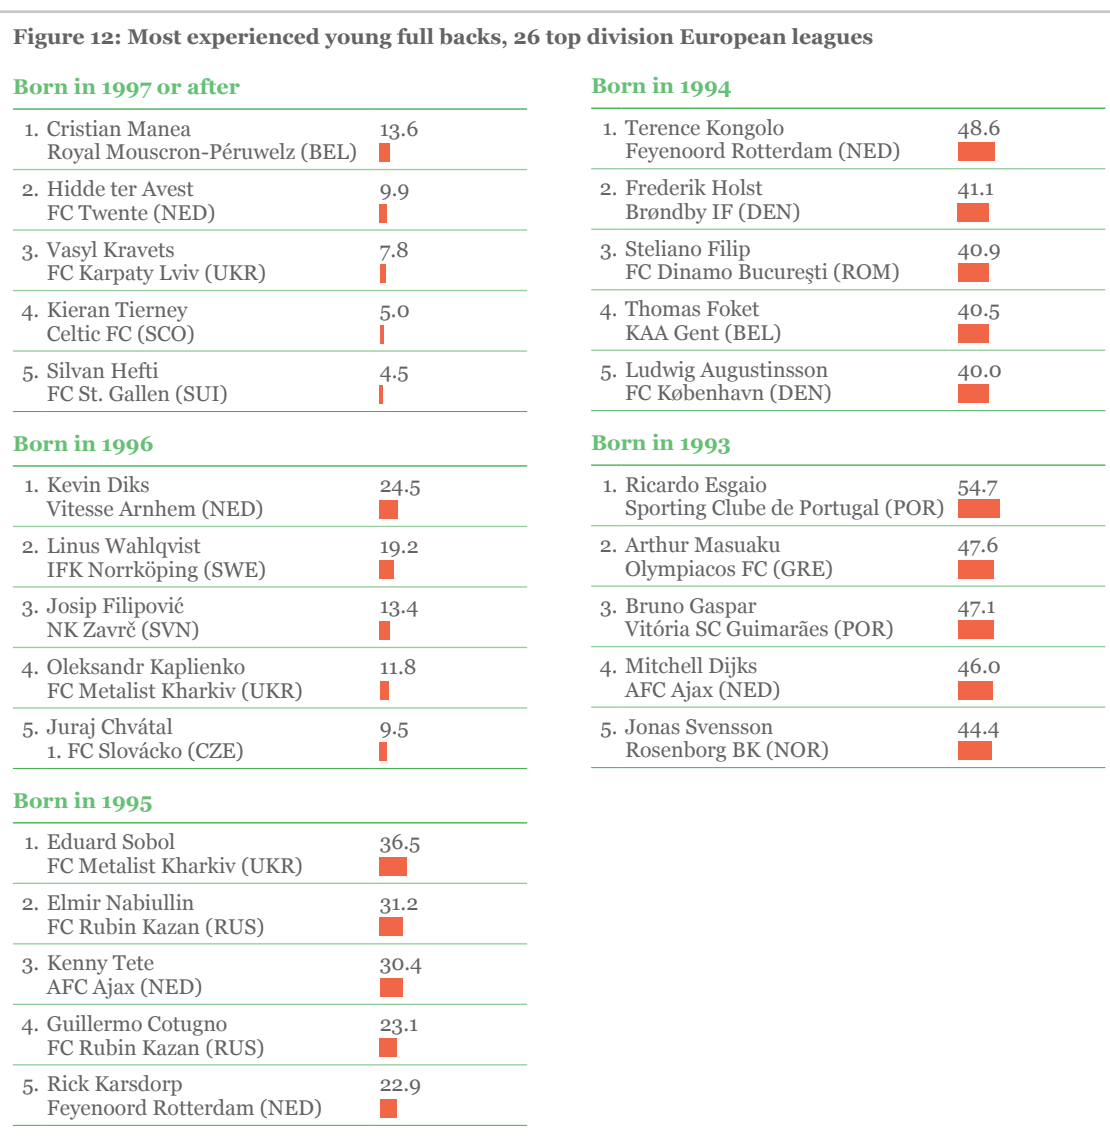 Figure 12: Most experienced young full backs, 26 top division European leagues
Born in 1997 or after
1. Cristian Manea 13.6
Royal Mouscron-Péruwelz (BEL)
2. Hidde ter Avest 9.9
FC Twente (NED)
3. Vasyl Kravets 7.8
FC Karpaty Lviv (UKR)
4. Kieran Tierney 5.0
Celtic FC (SCO)
5. Silvan Hefti 4.5
FC St. Gallen (SUI)
Born in 1996
1. Kevin Diks 24.5
Vitesse Arnhem (NED)
2. Linus Wahlqvist 19.2
IFK Norrköping (SWE)
3. Josip Filipović 13.4
NK Zavrč (SVN)
4. Oleksandr Kaplienko 11.8
FC Metalist Kharkiv (UKR)
5. Juraj Chvátal 9.5
1. FC Slovácko (CZE)
Born in 1995
1. Eduard Sobol 36.5
FC Metalist Kharkiv (UKR)
2. Elmir Nabiullin 31.2
FC Rubin Kazan (RUS)
3. Kenny Tete 30.4
AFC Ajax (NED)
4. Guillermo Cotugno 23.1
FC Rubin Kazan (RUS)
5. Rick Karsdorp 22.9
Feyenoord Rotterdam (NED)
Born in 1994
1. Terence Kongolo 48.6
Feyenoord Rotterdam (NED)
2. Frederik Holst 41.1
Brøndby IF (DEN)
3. Steliano Filip 40.9
FC Dinamo Bucureşti (ROM)
4. Thomas Foket 40.5
KAA Gent (BEL)
5. Ludwig Augustinsson 40.0
FC København (DEN)
Born in 1993
1. Ricardo Esgaio 54.7
Sporting Clube de Portugal (POR)
2. Arthur Masuaku 47.6
Olympiacos FC (GRE)
3. Bruno Gaspar 47.1
Vitória SC Guimarães (POR)
4. Mitchell Dijks 46.0
AFC Ajax (NED)
5. Jonas Svensson 44.4
Rosenborg BK (NOR)